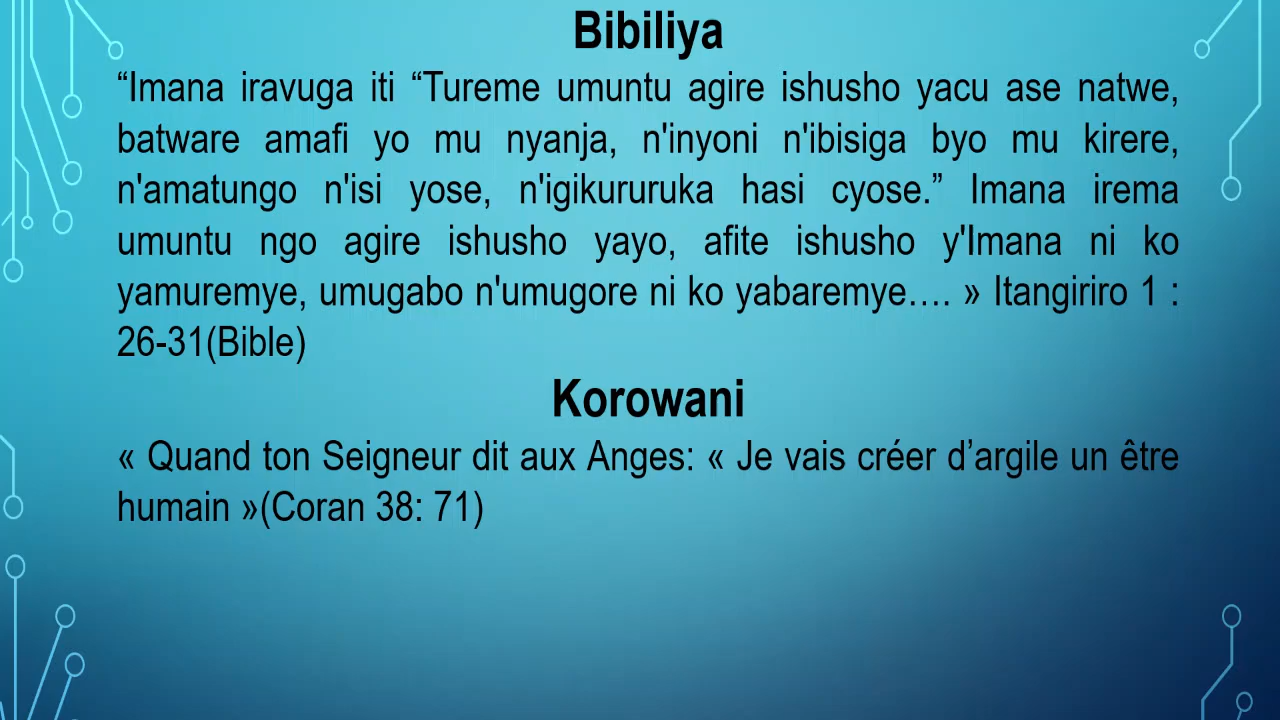 Bibiliya
“Imana iravuga iti “Tureme umuntu agire ishusho yacu ase natwe,
batware amafi yo mu nyanja, n'inyoni n'ibisiga byo mu kirere,
n'amatungo n'isi yose, n'igikururuka hasi cyose.” Imana irema
umuntu ngo agire ishusho yayo, afite ishusho y'Imana ni ko
yamuremye, umugabo n'umugore ni ko yabaremye…. » Itangiriro 1 :
26-31(Bible)
Korowani
« Quand ton Seigneur dit aux Anges: « Je vais créer d’argile un être
humain »(Coran 38: 71)